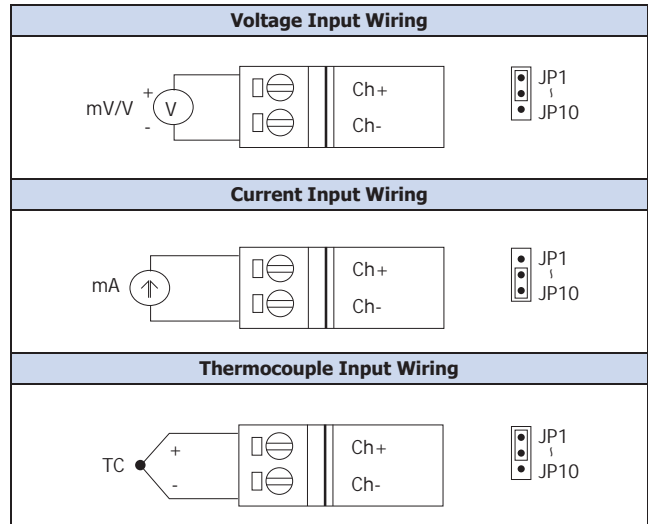 Voltage Input Wiring
mV/V
+
V
-
Ch+
Ch-
JP1
~
JP10
Current Input Wiring
mA
Ch+
Ch-
JP1
~
JP10
Thermocouple Input Wiring
TC
+
-
Ch+
Ch-
JP1
~
JP10